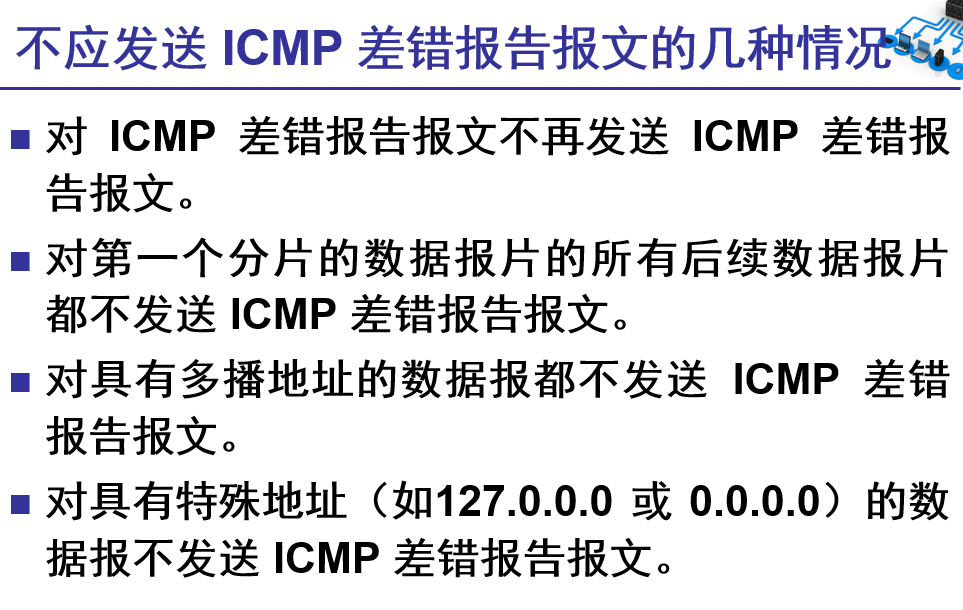 不应发送 ICMP 差错报告报文的几种情况
对 ICMP 差错报告报文不再发送 ICMP 差错报
告报文。
对第一个分片的数据报片的所有后续数据报片
都不发送 ICMP 差错报告报文。
对具有多播地址的数据报都不发送 ICMP 差错
报告报文。
对具有特殊地址（如127.0.0.0 或 0.0.0.0）的数
据报不发送 ICMP 差错报告报文。